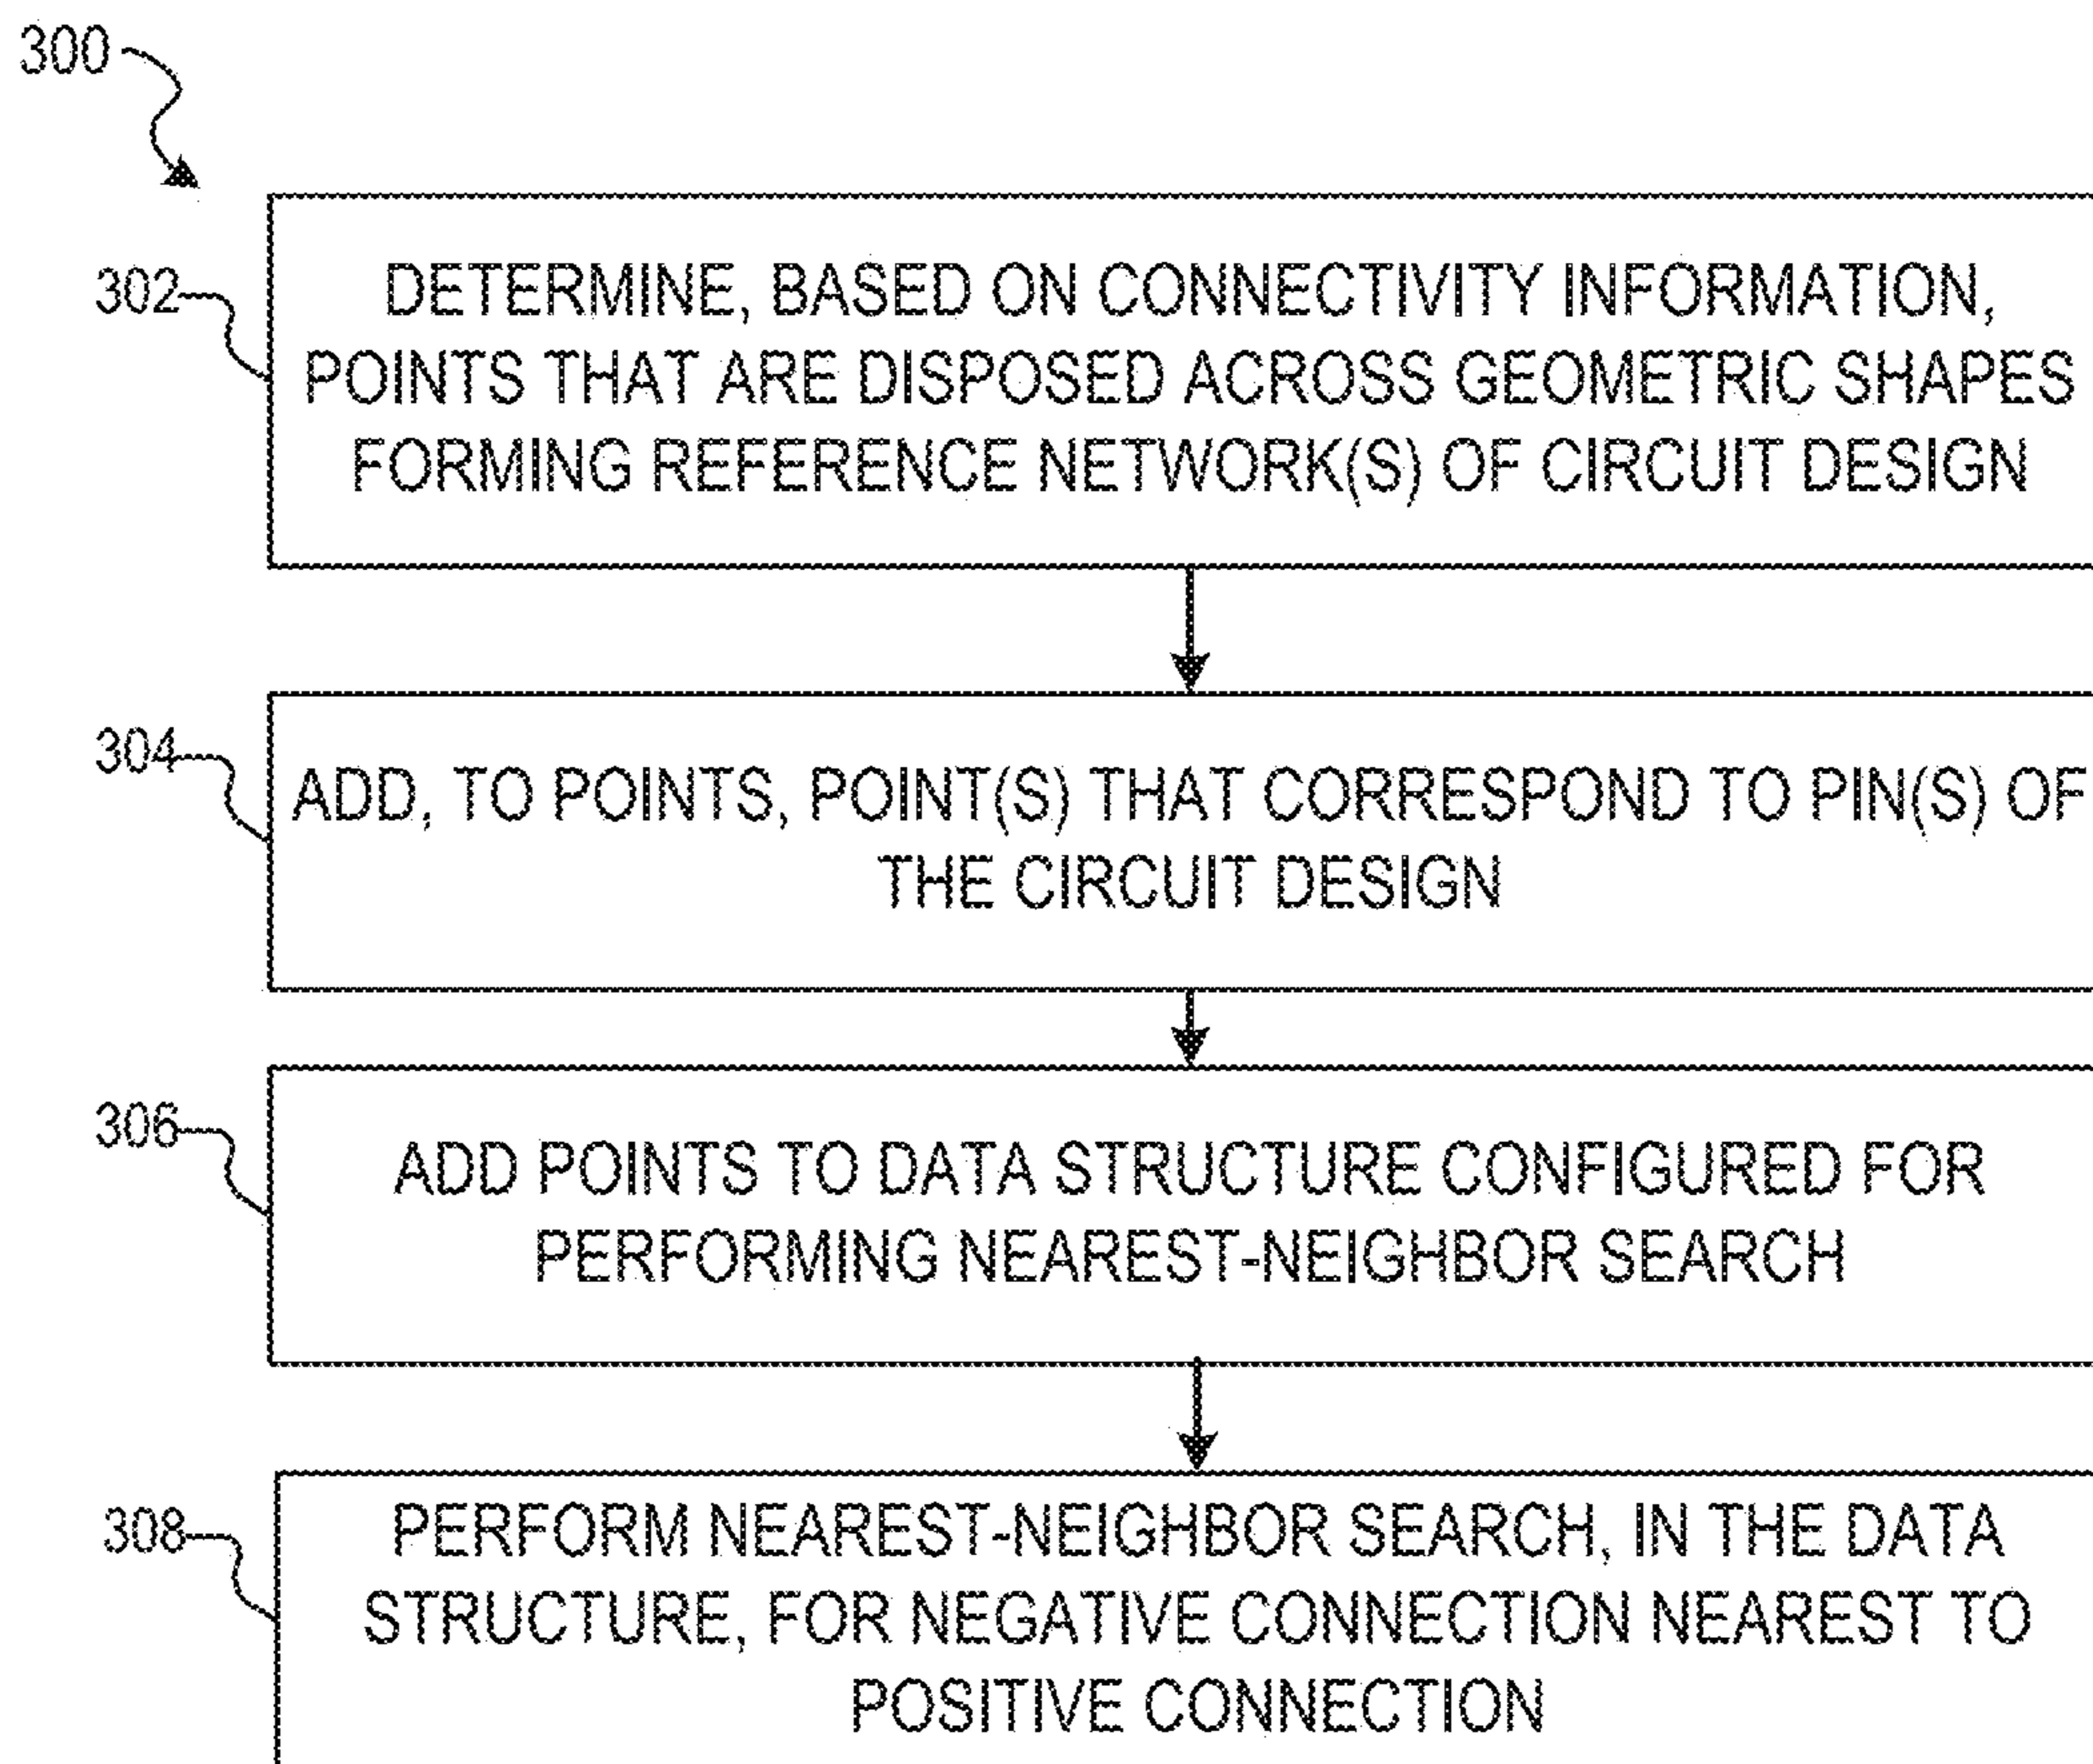 300
302
DETERMINE, BASED ON CONNECTIVITY INFORMATION,
POINTS THAT ARE DISPOSED ACROSS GEOMETRIC SHAPES
FORMING REFERENCE NETWORK(S) OF CIRCUIT DESIGN
304
ADD, TO POINTS, POINT(S) THAT CORRESPOND TO PIN(S) OF
THE CIRCUIT DESIGN
306
ADD POINTS TO DATA STRUCTURE CONFIGURED FOR
PERFORMING NEAREST-NEIGHBOR SEARCH
308
PERFORM NEAREST-NEIGHBOR SEARCH, IN THE DATA
STRUCTURE, FOR NEGATIVE CONNECTION NEAREST TO
POSITIVE CONNECTION